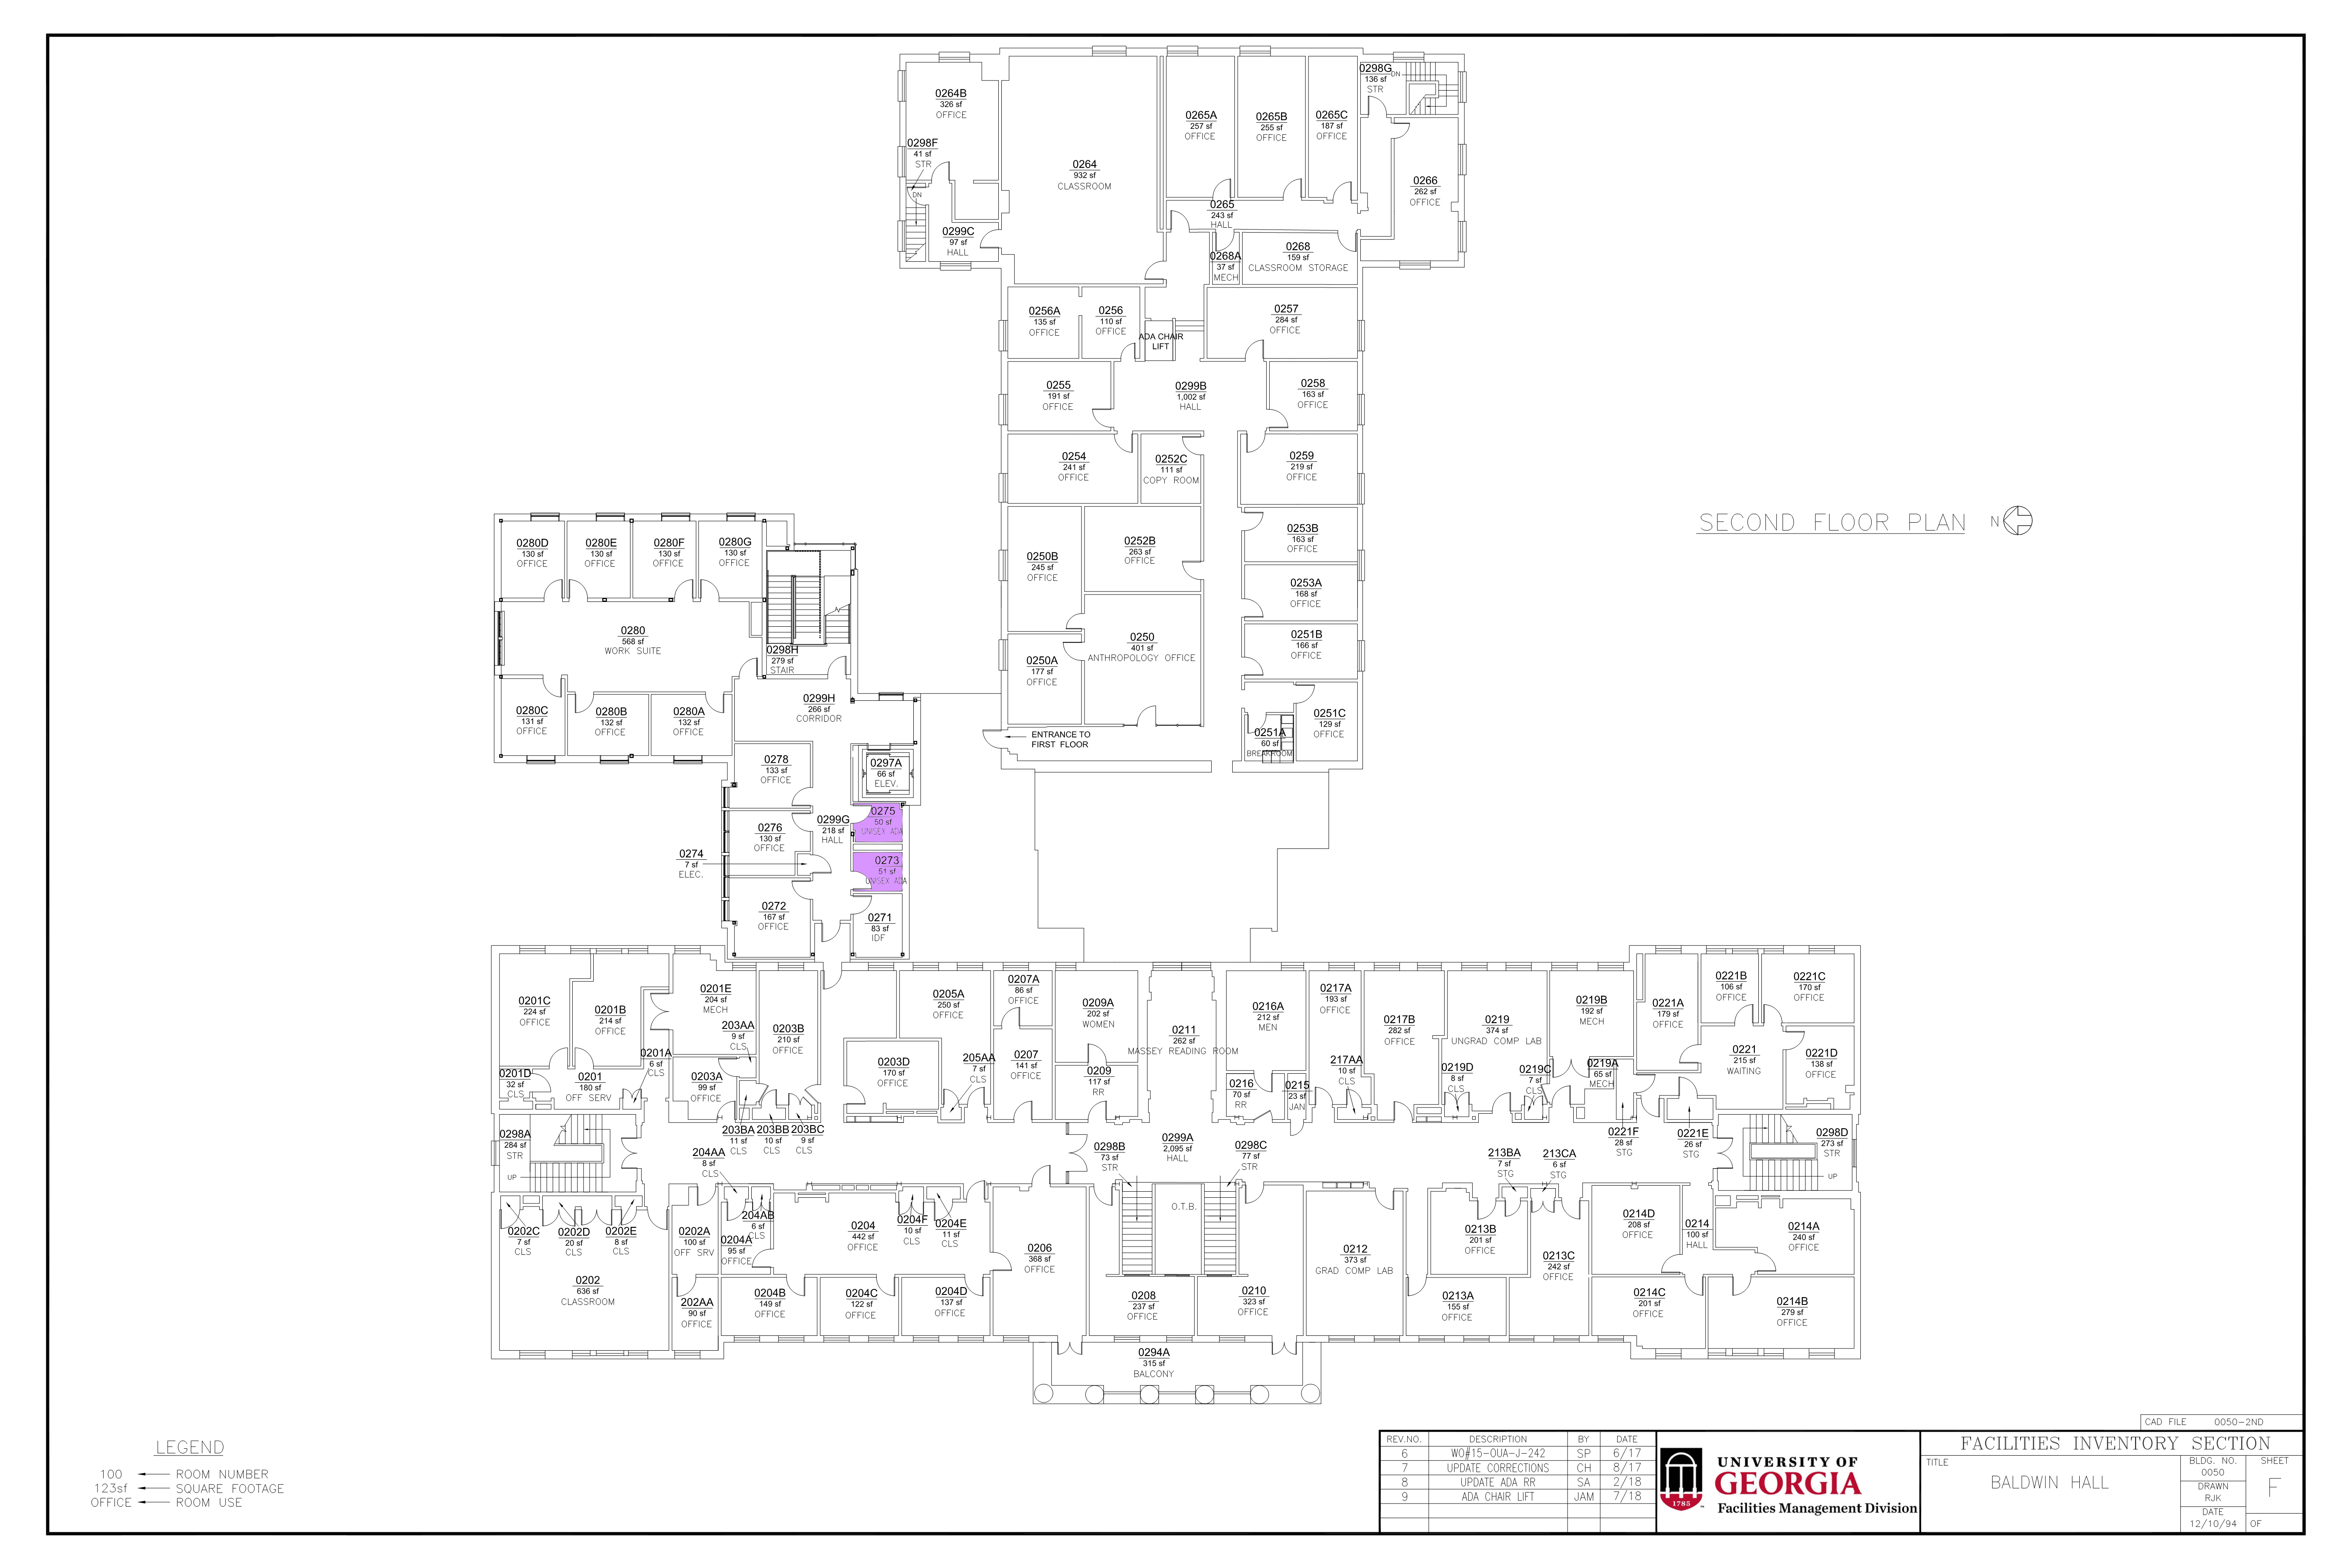 0264B
326 sf
OFFICE
0298F
41 sf
STR
DN
0299C
97 sf
HALL
0264
932 sf
CLASSROOM
0265A
257 sf
OFFICE
0265B
255 sf
OFFICE
0265C
187 sf
OFFICE
0298G
136 sf
STR
DN
0266
262 sf
OFFICE
0265
243 sf
HALL
0268A
37 sf
MECH
0268
159 sf
CLASSROOM STORAGE
0256A
135 sf
OFFICE
0256
110 sf
OFFICE
ADA CHAIR
LIFT
0257
284 sf
OFFICE
0255
191 sf
OFFICE
0299B
1,002 sf
HALL
0258
163 sf
OFFICE
0254
241 sf
OFFICE
0252C
111 sf
COPY ROOM
0259
219 sf
OFFICE
0250B
245 sf
OFFICE
0252B
263 sf
OFFICE
0253B
163 sf
OFFICE
0253A
168 sf
OFFICE
0250A
177 sf
OFFICE
0250
401 sf
ANTHROPOLOGY OFFICE
0251B
166 sf
OFFICE
0251C
129 sf
OFFICE
0251A
60 sf
BREAKROOM
ENTRANCE TO
FIRST FLOOR
SECOND FLOOR PLAN
N
0280D
130 sf
OFFICE
0280E
130 sf
OFFICE
0280F
130 sf
OFFICE
0280G
130 sf
OFFICE
0280
568 sf
WORK SUITE
0298H
279 sf
STAIR
0280C
131 sf
OFFICE
0280B
132 sf
OFFICE
0280A
132 sf
OFFICE
0299H
266 sf
CORRIDOR
0278
133 sf
OFFICE
0297A
66 sf
ELEV.
0276
130 sf
OFFICE
0299G
218 sf
HALL
0275
50 sf
UNISEX ADA
0274
7 sf
ELEC.
0273
51 sf
UNISEX ADA
0272
167 sf
OFFICE
0271
83 sf
IDF
0201C
224 sf
OFFICE
0201B
214 sf
OFFICE
0201E
204 sf
MECH
203AA
9 sf
CLS
0203B
210 sf
OFFICE
0205A
250 sf
OFFICE
0207A
86 sf
OFFICE
0209A
202 sf
WOMEN
0211
262 sf
MASSEY READING ROOM
0216A
212 sf
MEN
0217A
193 sf
OFFICE
0217B
282 sf
OFFICE
0219
374 sf
UNGRAD COMP LAB
0219B
192 sf
MECH
0221A
179 sf
OFFICE
0221B
106 sf
OFFICE
0221C
170 sf
OFFICE
0201D
32 sf
CLS
0201
180 sf
OFF SERV
0201A
6 sf
CLS
0203A
99 sf
OFFICE
0203D
170 sf
OFFICE
205AA
7 sf
CLS
0207
141 sf
OFFICE
0209
117 sf
RR
0216
70 sf
RR
0215
23 sf
JAN
217AA
10 sf
CLS
0219D
8 sf
CLS
0219C
7 sf
CLS
0219A
65 sf
MECH
0221
215 sf
WAITING
0221D
138 sf
OFFICE
0298A
284 sf
STR
UP
203BA
11 sf
CLS
203BB
10 sf
CLS
203BC
9 sf
CLS
204AA
8 sf
CLS
0298B
73 sf
STR
0299A
2,095 sf
HALL
0298C
77 sf
STR
213BA
7 sf
STG
213CA
6 sf
STG
0221F
28 sf
STG
0221E
26 sf
STG
0298D
273 sf
STR
UP
0202C
7 sf
CLS
0202D
20 sf
CLS
0202E
8 sf
CLS
0202A
100 sf
OFF SRV
204AB
6 sf
CLS
0204A
95 sf
OFFICE
0204
442 sf
OFFICE
0204F
10 sf
CLS
0204E
11 sf
CLS
0206
368 sf
OFFICE
O.T.B.
0212
373 sf
GRAD COMP LAB
0213B
201 sf
OFFICE
0213C
242 sf
OFFICE
0214D
208 sf
OFFICE
0214
100 sf
HALL
0214A
240 sf
OFFICE
0202
636 sf
CLASSROOM
202AA
90 sf
OFFICE
0204B
149 sf
OFFICE
0204C
122 sf
OFFICE
0204D
137 sf
OFFICE
0208
237 sf
OFFICE
0210
323 sf
OFFICE
0213A
155 sf
OFFICE
0214C
201 sf
OFFICE
0214B
279 sf
OFFICE
0294A
315 sf
BALCONY
LEGEND
100 ROOM NUMBER
123sf SQUARE FOOTAGE
OFFICE ROOM USE
CAD FILE 0050-2ND
REV.NO. DESCRIPTION BY DATE
6 WO#15-OUA-J-242 SP 6/17
7 UPDATE CORRECTIONS CH 8/17
8 UPDATE ADA RR SA 2/18
9 ADA CHAIR LIFT JAM 7/18
1785
UNIVERSITY OF
GEORGIA
Facilities Management Division
FACILITIES INVENTORY SECTION
TITLE
BALDWIN HALL
BLDG. NO.
0050
DRAWN
RJK
DATE
12/10/94
SHEET
F
OF